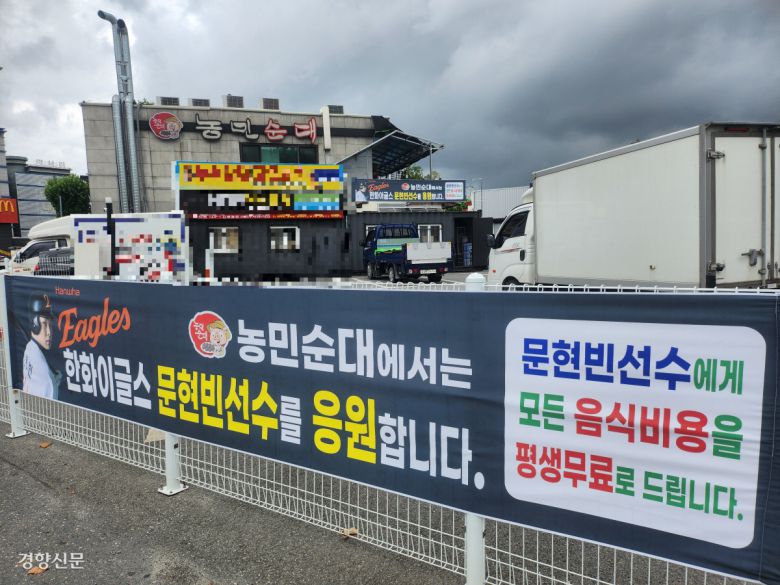 농민순대
Eagles 농민순대에서는
한화이글스 문현빈선수를 응원합니다.
Hanwha
Eagles
농민순대에서는
한화이글스 문현빈선수를 응원합니다.
문현빈선수에게
모든 음식비용을
평생무료로 드립니다.
경향신문